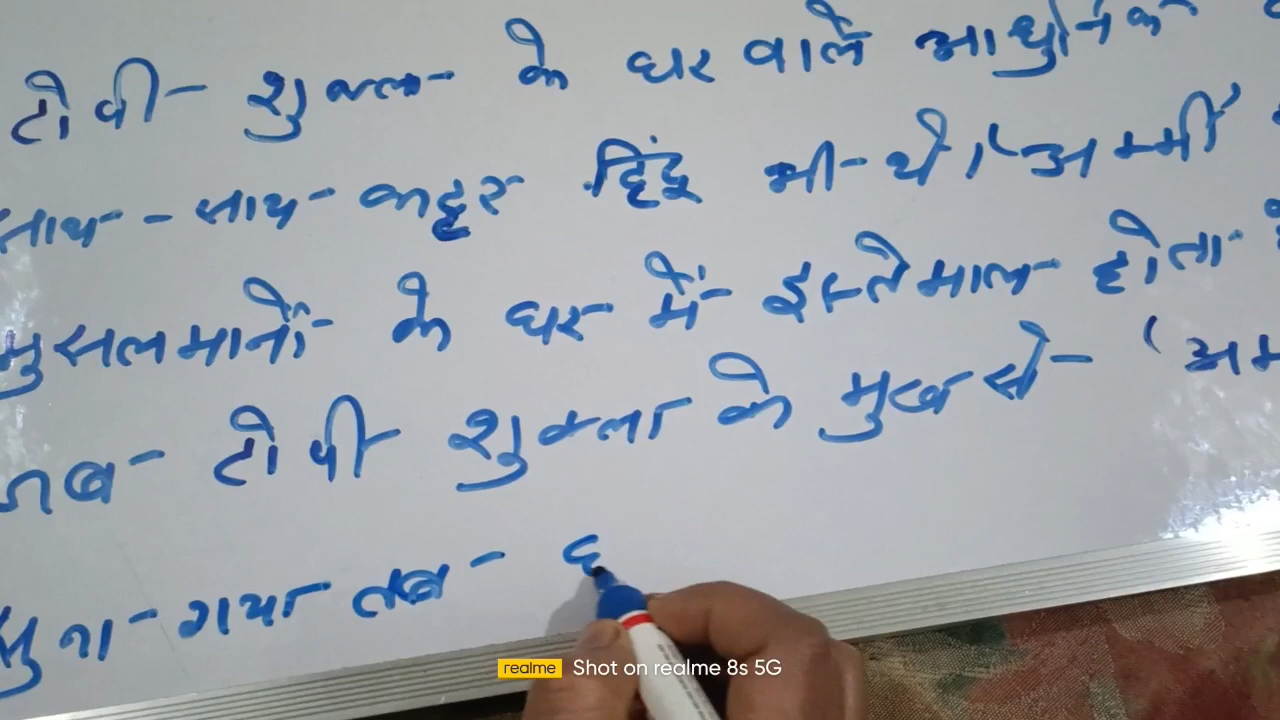 टोपी शुक्ला के घर वाले आधुनिक
साथ-साथ कट्टर हिंदू भी थे। 'अम्मी'
मुसलमानों के घर में इस्तेमाल होता
जब टोपी शुक्ला के मुख से 'अम
सुना गया तब
realme Shot on realme 8s 5G